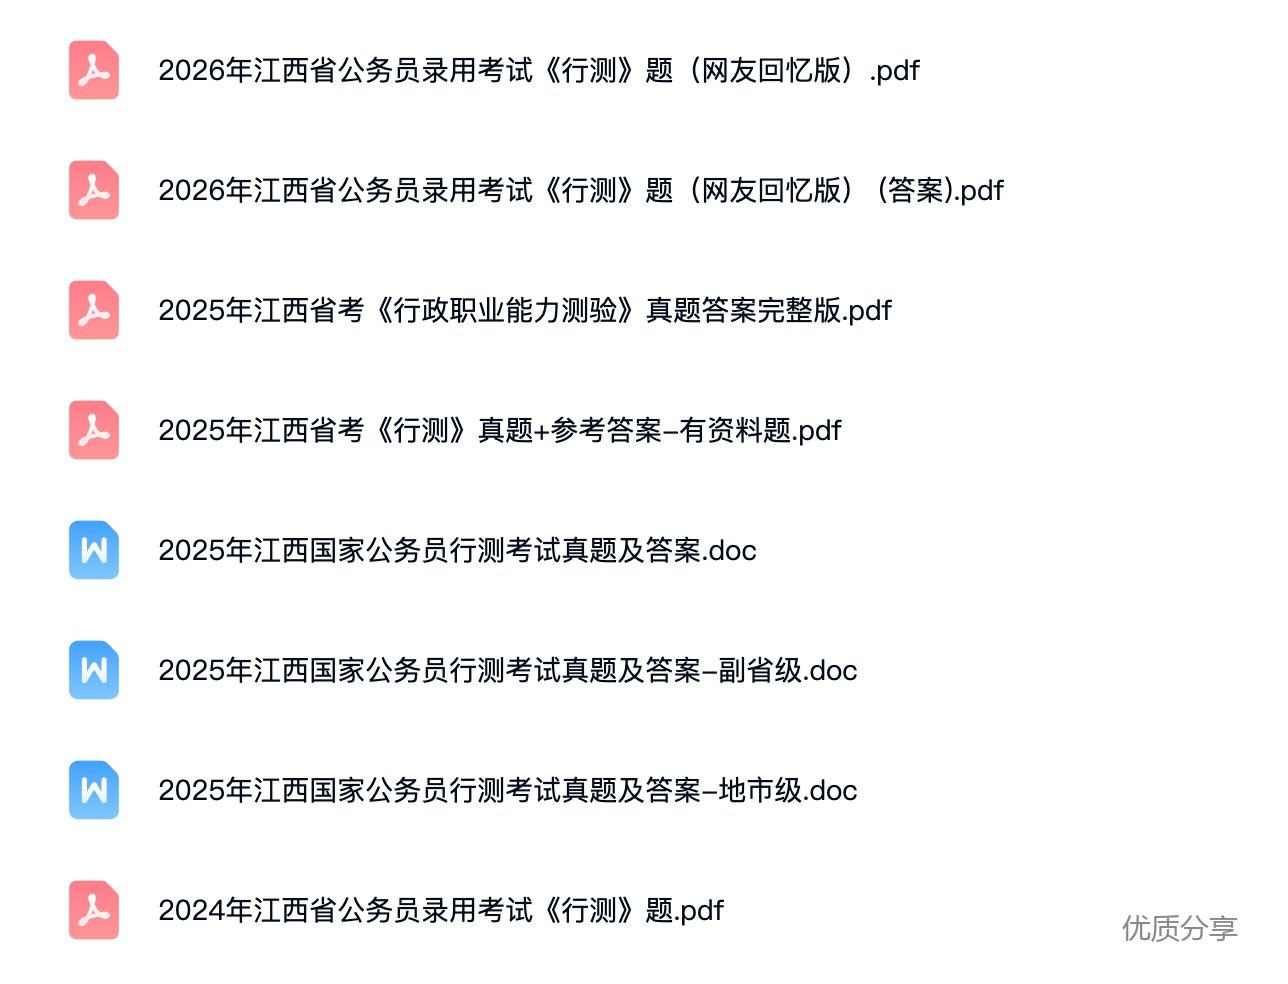 2026年江西省公务员录用考试《行测》题（网友回忆版）.pdf
2026年江西省公务员录用考试《行测》题（网友回忆版）(答案).pdf
2025年江西省考《行政职业能力测验》真题答案完整版.pdf
2025年江西省考《行测》真题+参考答案-有资料题.pdf
2025年江西国家公务员行测考试真题及答案.doc
2025年江西国家公务员行测考试真题及答案-副省级.doc
2025年江西国家公务员行测考试真题及答案-地市级.doc
2024年江西省公务员录用考试《行测》题.pdf
优质分享